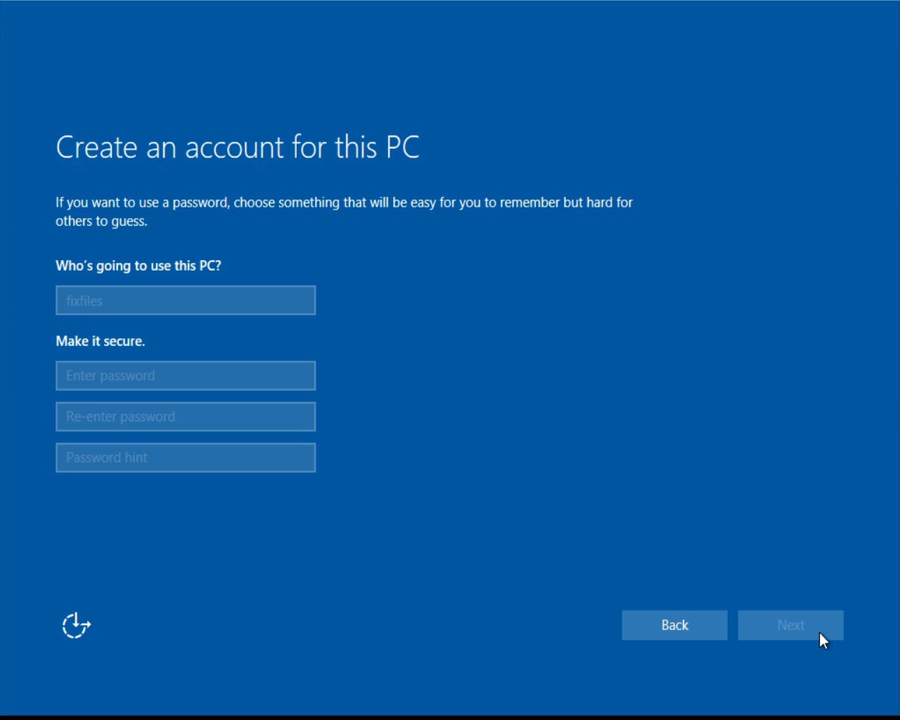 Create an account for this PC
If you want to use a password, choose something that will be easy for you to remember but hard for
others to guess.
Who's going to use this PC?
fixfiles
Make it secure.
Enter password
Re-enter password
Password hint
Back
Next